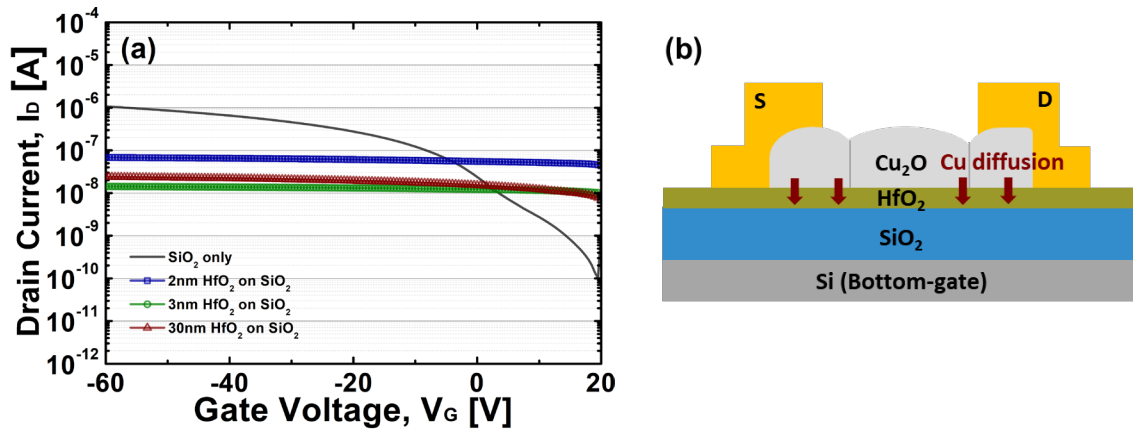 (a)
Drain Current, I_D [A]
10⁻⁴
10⁻⁵
10⁻⁶
10⁻⁷
10⁻⁸
10⁻⁹
10⁻¹⁰
10⁻¹¹
10⁻¹²
SiO₂ only
2nm HfO₂ on SiO₂
3nm HfO₂ on SiO₂
30nm HfO₂ on SiO₂
-60
-40
-20
0
20
Gate Voltage, V_G [V]
(b)
S
D
Cu₂O
Cu diffusion
HfO₂
SiO₂
Si (Bottom-gate)